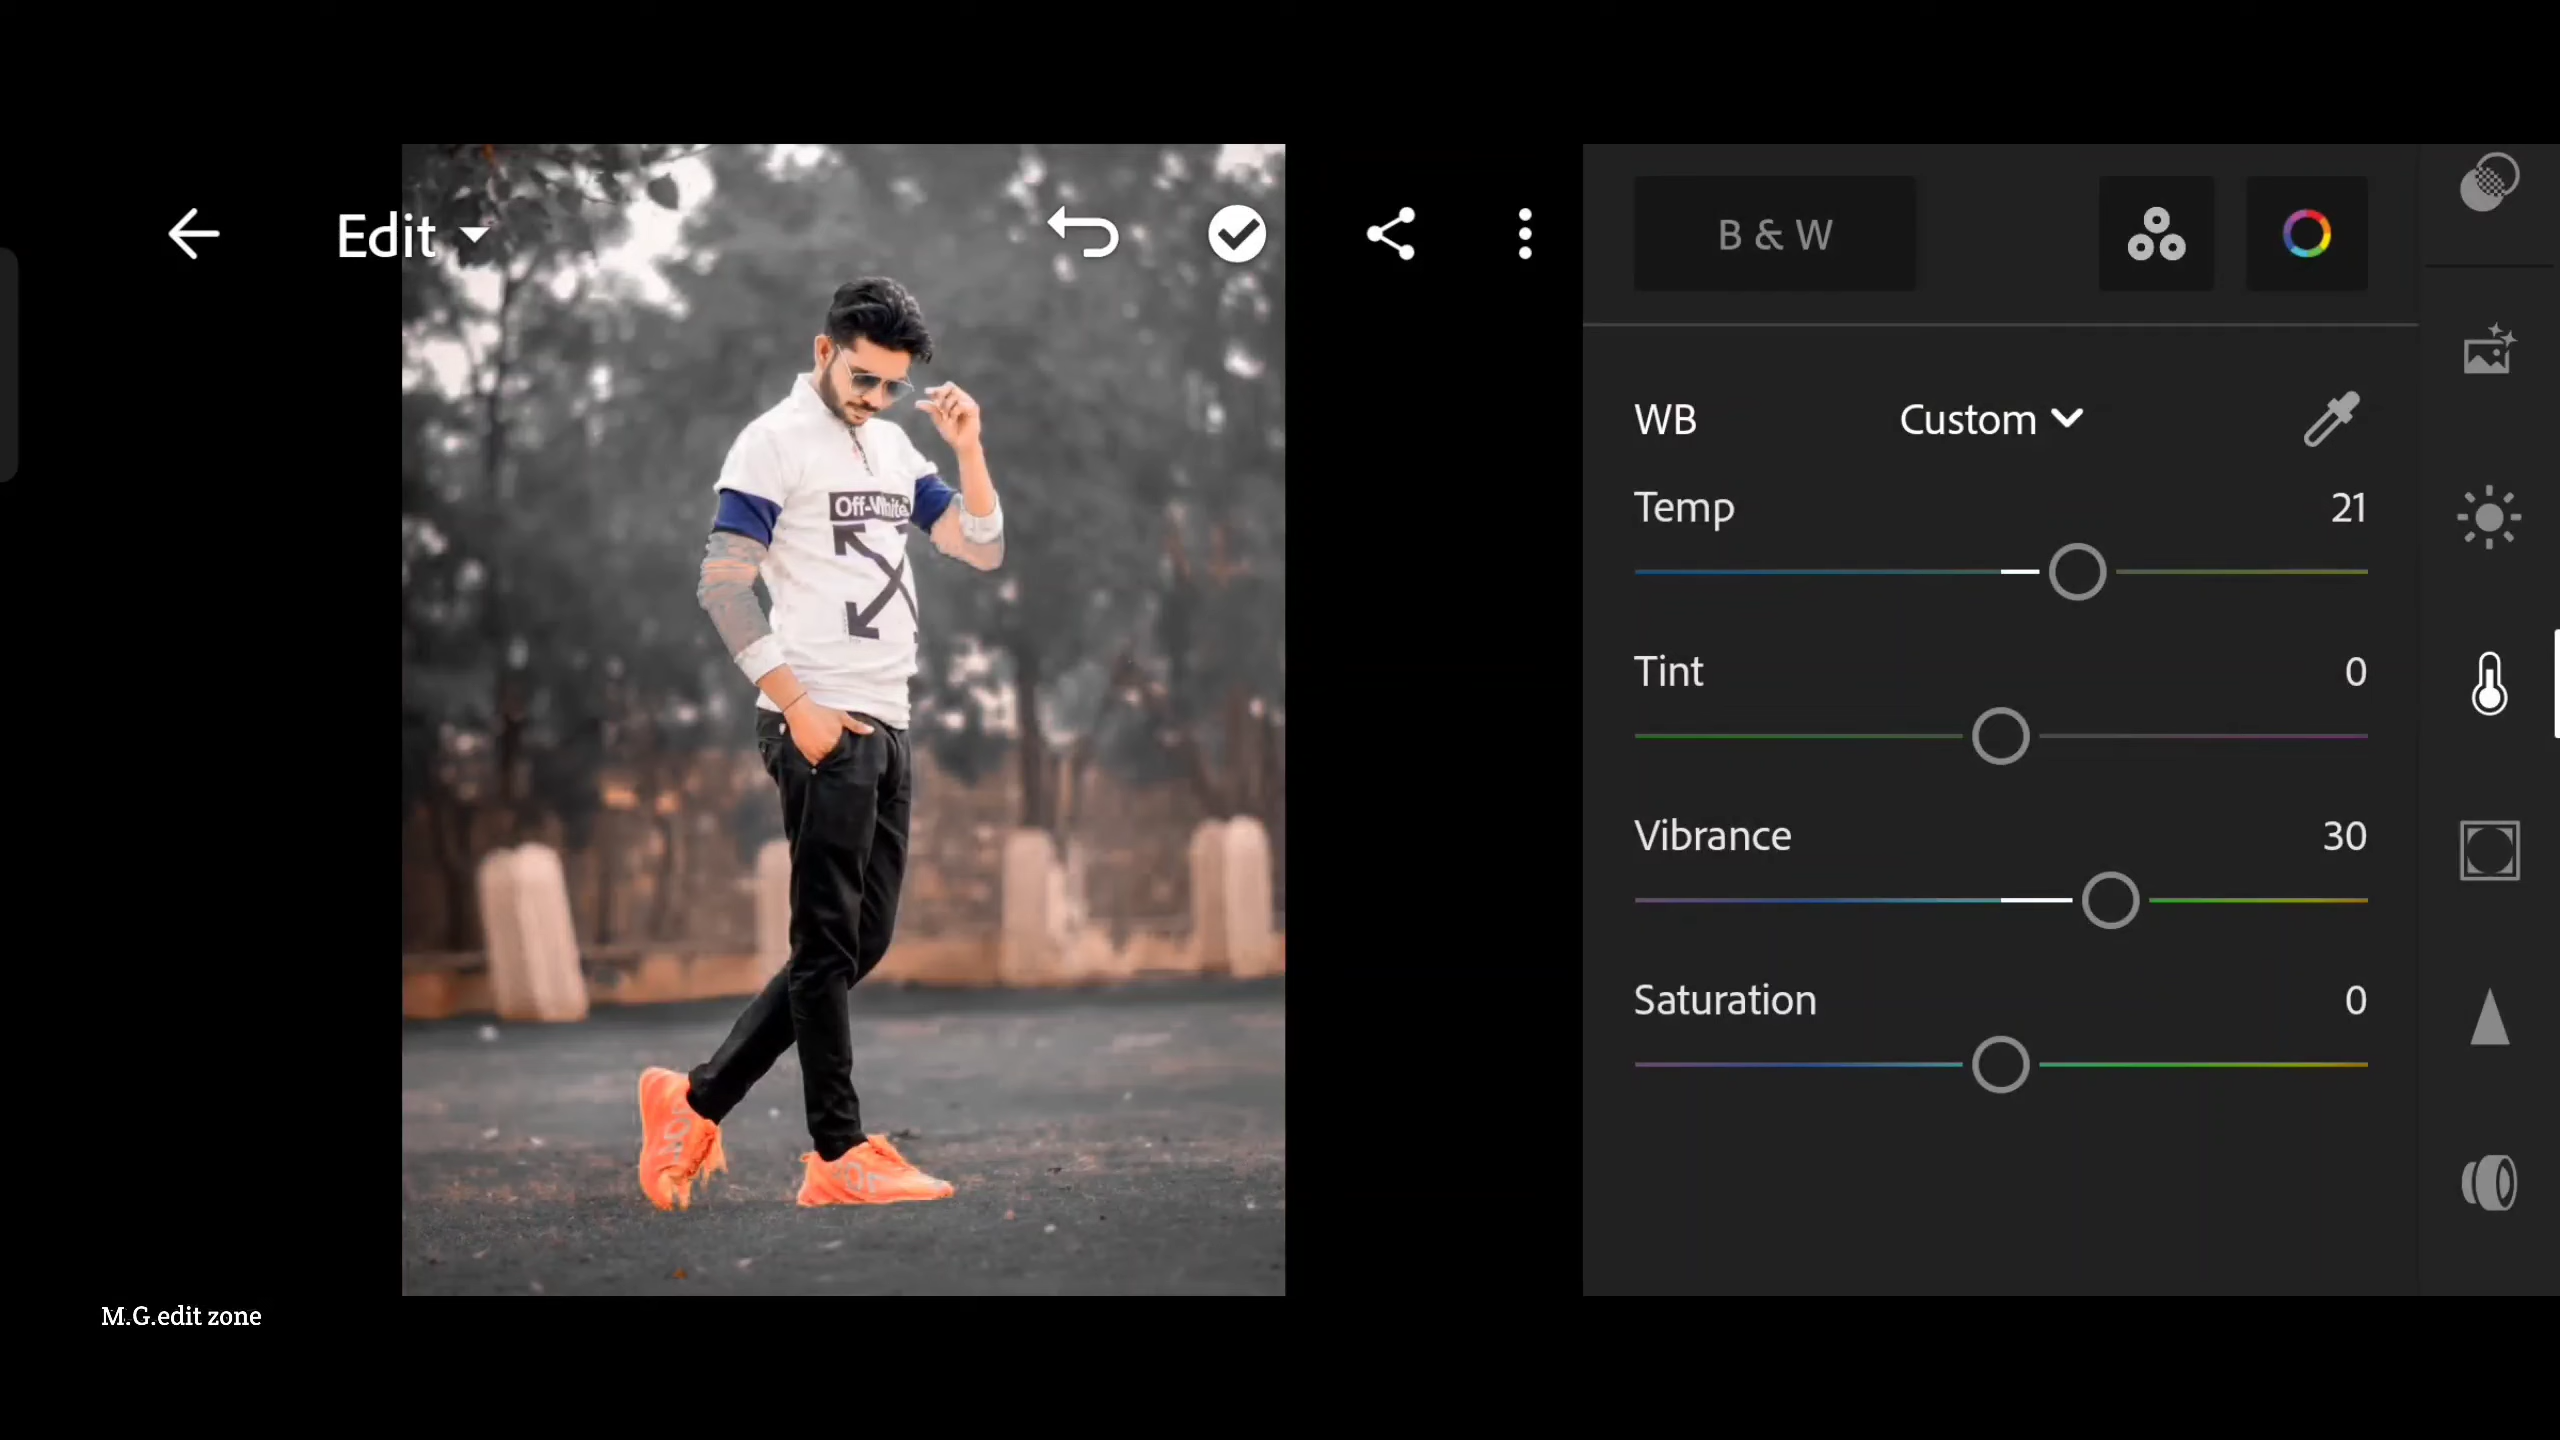 Edit
B & W
WB Custom
Temp 21
Off-White
Tint 0
Vibrance 30
Saturation 0
M.G.edit zone